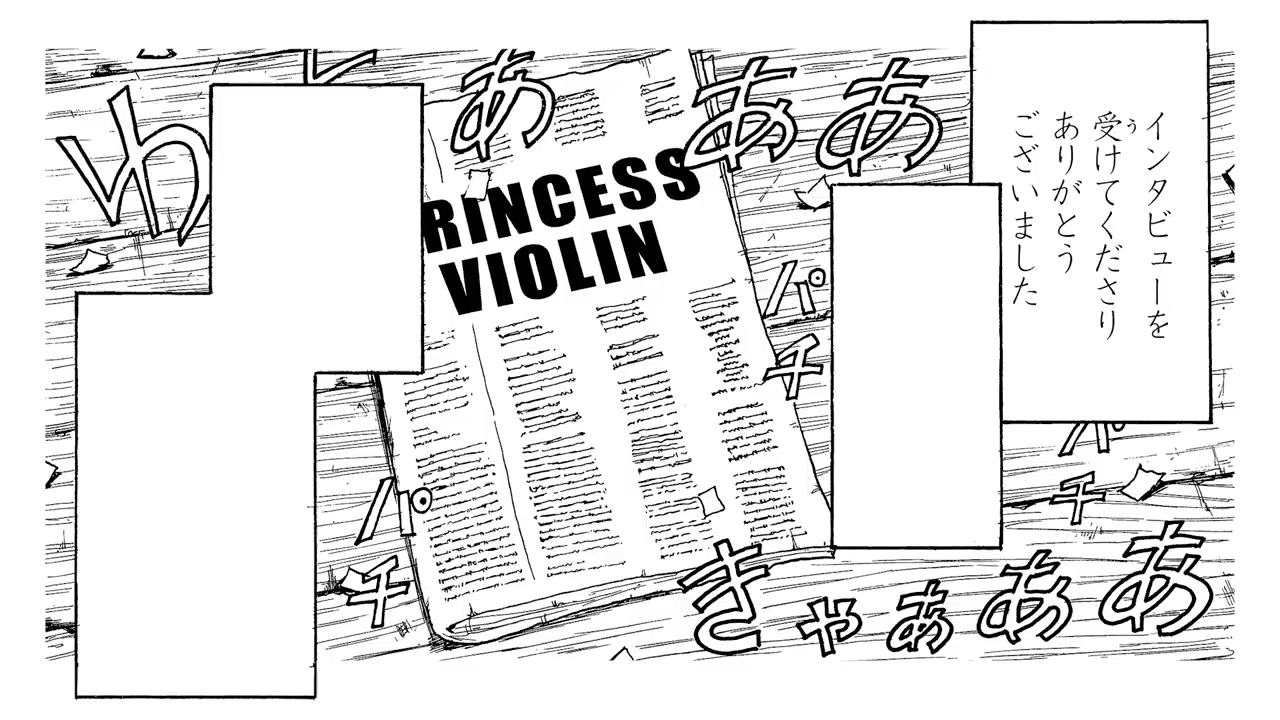 インタビューを
受けてくださり
ありがとう
ございました
う
あああ
わ
RINCESS
VIOLIN
パチ
パチ
パチ
きゃぁああ